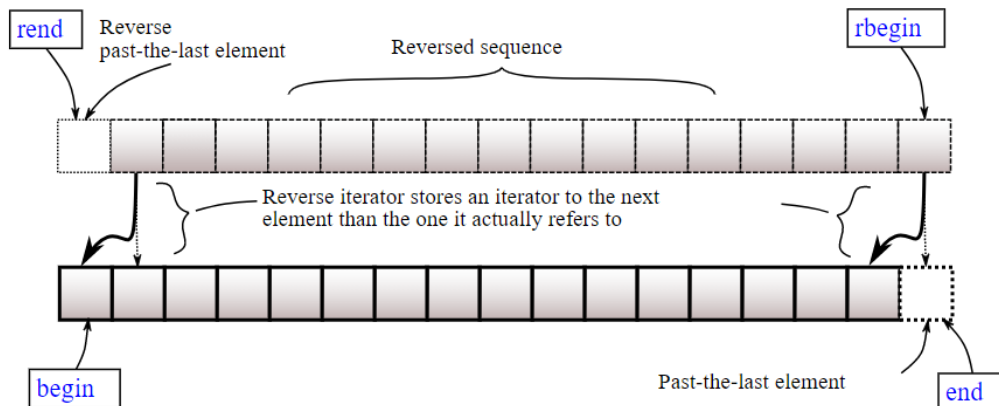 rend
Reverse
past-the-last element
Reversed sequence
rbegin
Reverse iterator stores an iterator to the next
element than the one it actually refers to
begin
Past-the-last element
end